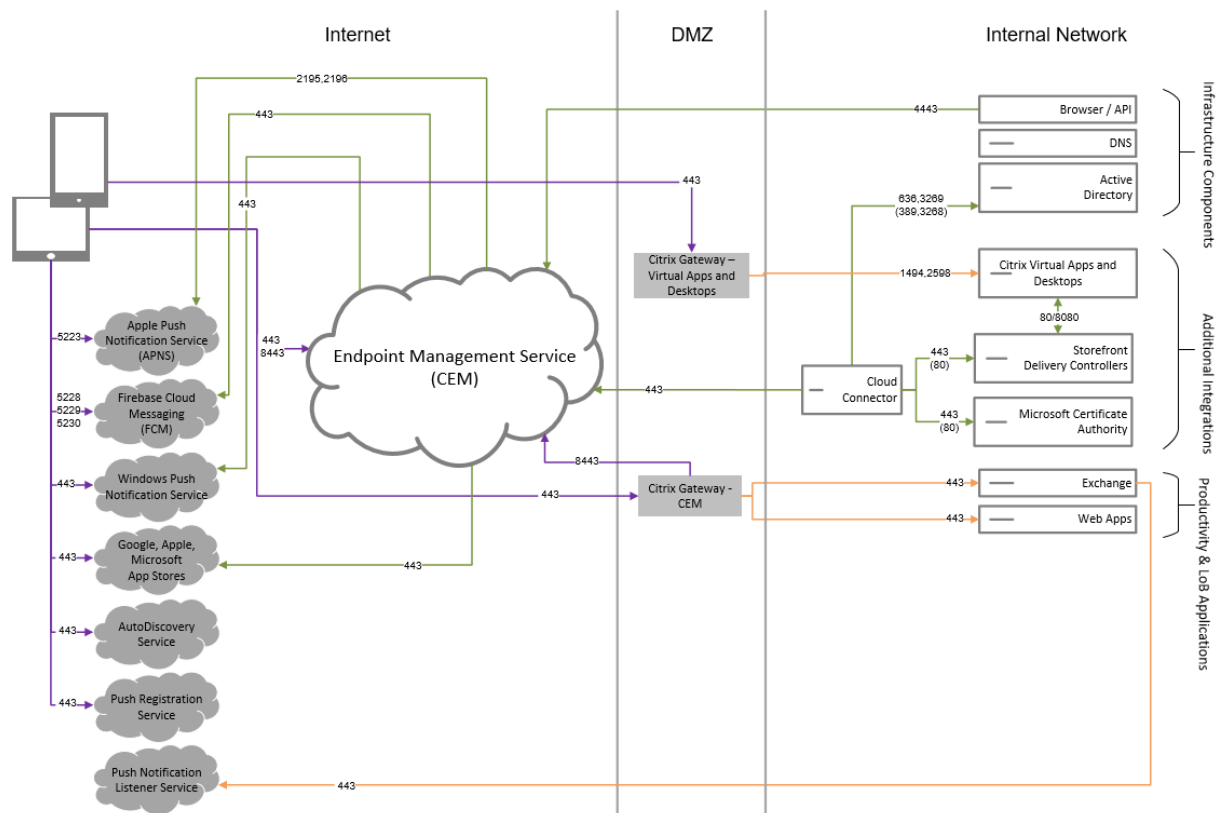 Internet
DMZ
Internal Network
2195,2196
443
443
443
4443
Browser / API
DNS
Active
Directory
636,3269
(389,3268)
Infrastructure Components
Citrix Gateway –
Virtual Apps and
Desktops
1494,2598
Citrix Virtual Apps and
Desktops
80/8080
5223
Apple Push
Notification Service
(APNS)
443
8443
Endpoint Management Service
(CEM)
443
Cloud
Connector
443
(80)
Storefront
Delivery Controllers
443
(80)
Microsoft Certificate
Authority
Additional Integrations
5228
5229
5230
Firebase Cloud
Messaging
(FCM)
8443
443
Windows Push
Notification Service
443
Citrix Gateway -
CEM
443
Exchange
443
Web Apps
Productivity & LoB Applications
443
Google, Apple,
Microsoft
App Stores
443
443
AutoDiscovery
Service
443
Push Registration
Service
Push Notification
Listener Service
443